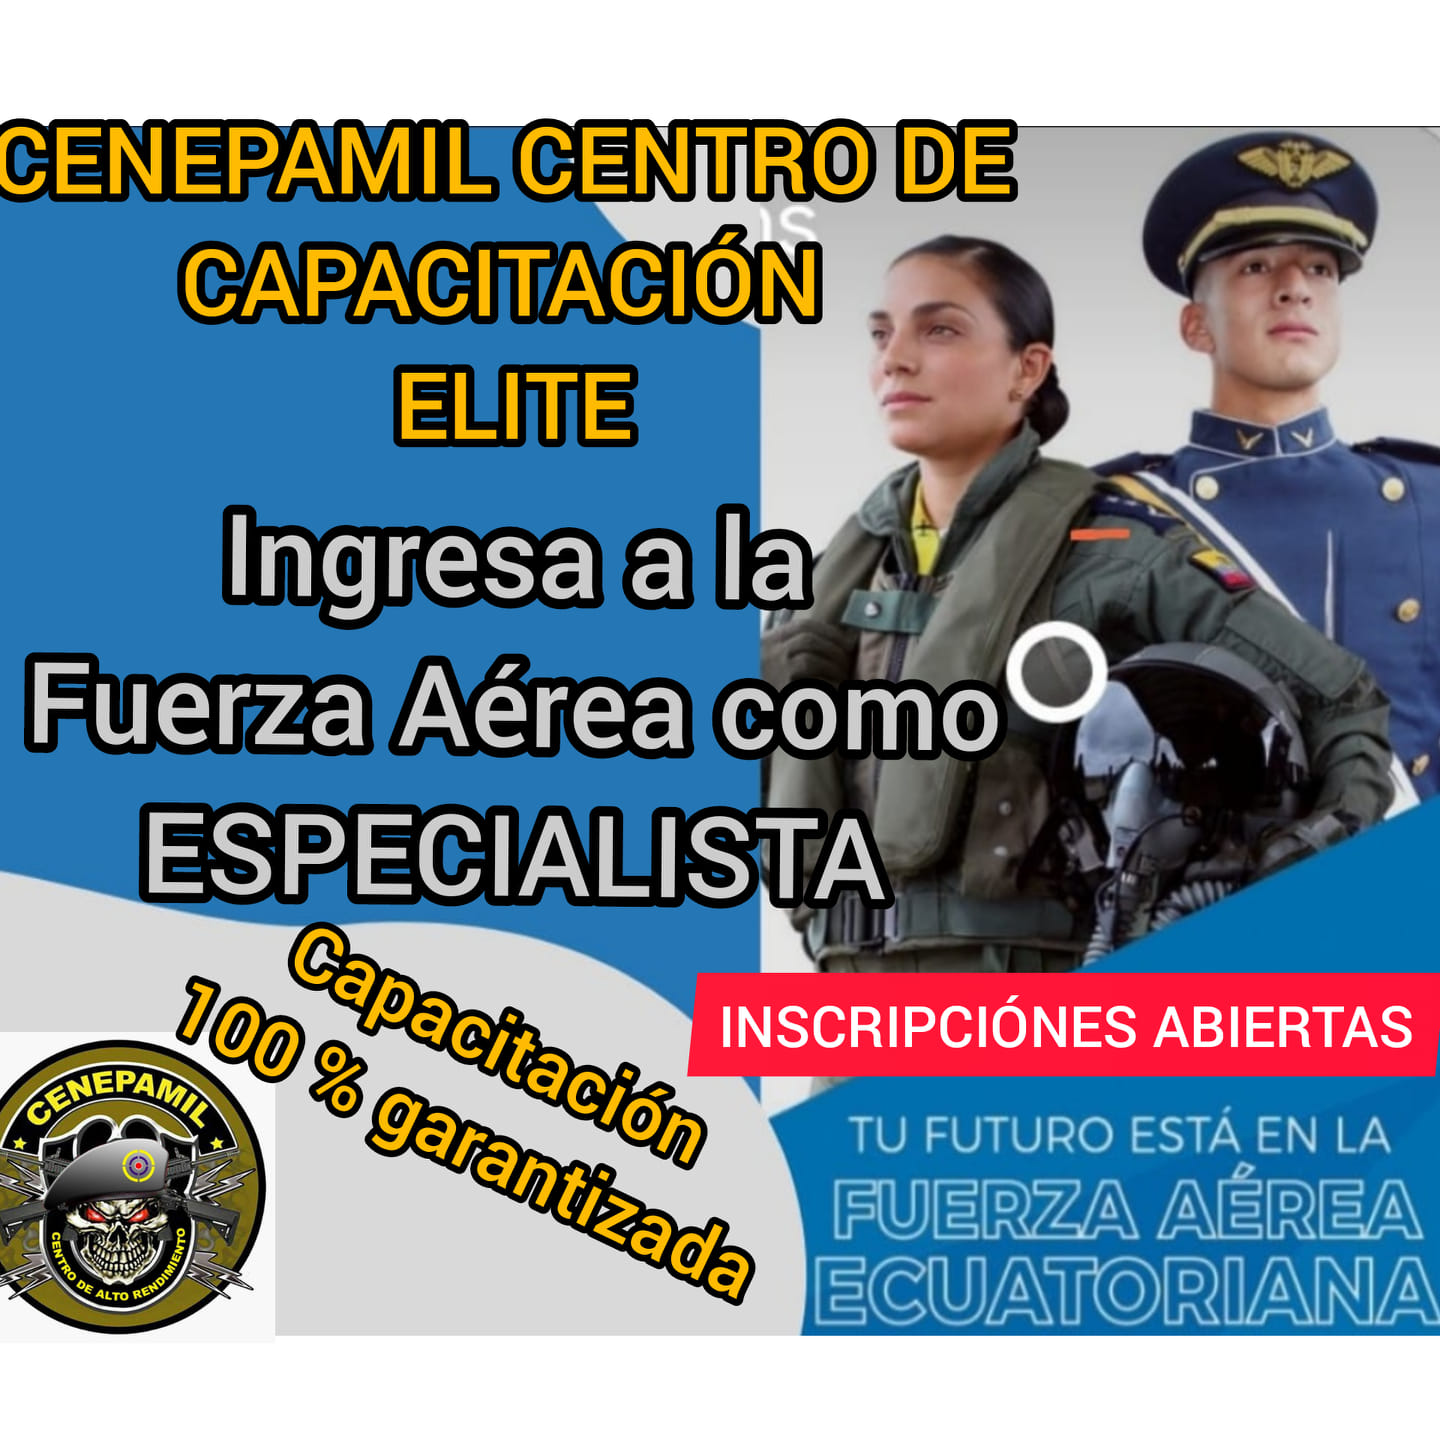 CENEPAMIL CENTRO DE
CAPACITACIÓN
ELITE
Ingresa a la
Fuerza Aérea como
ESPECIALISTA
Capacitación
100 % garantizada
INSCRIPCIÓNES ABIERTAS
TU FUTURO ESTÁ EN LA
FUERZA AÉREA
ECUATORIANA
CENEPAMIL
CENTRO DE ALTO RENDIMIENTO